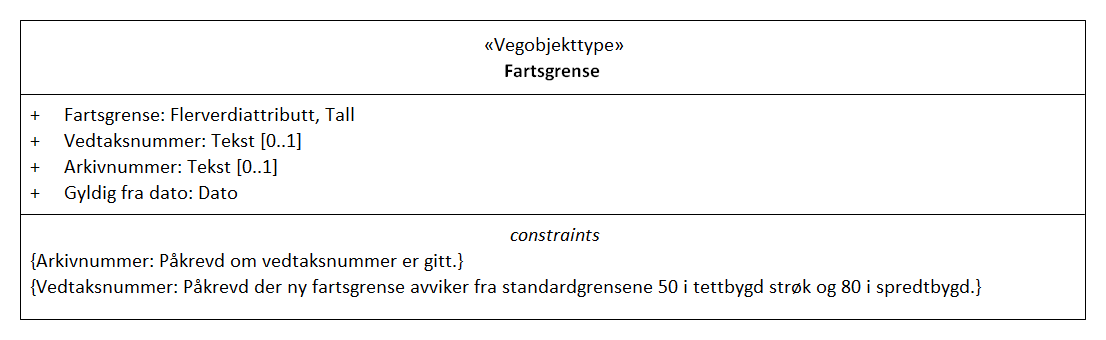 «Vegobjekttype»
Fartsgrense
+ Fartsgrense: Flerverdiattributt, Tall
+ Vedtaksnummer: Tekst [0..1]
+ Arkivnummer: Tekst [0..1]
+ Gyldig fra dato: Dato
constraints
{Arkivnummer: Påkrevd om vedtaksnummer er gitt.}
{Vedtaksnummer: Påkrevd der ny fartsgrense avviker fra standardgrensene 50 i tettbygd strøk og 80 i spredtbygd.}